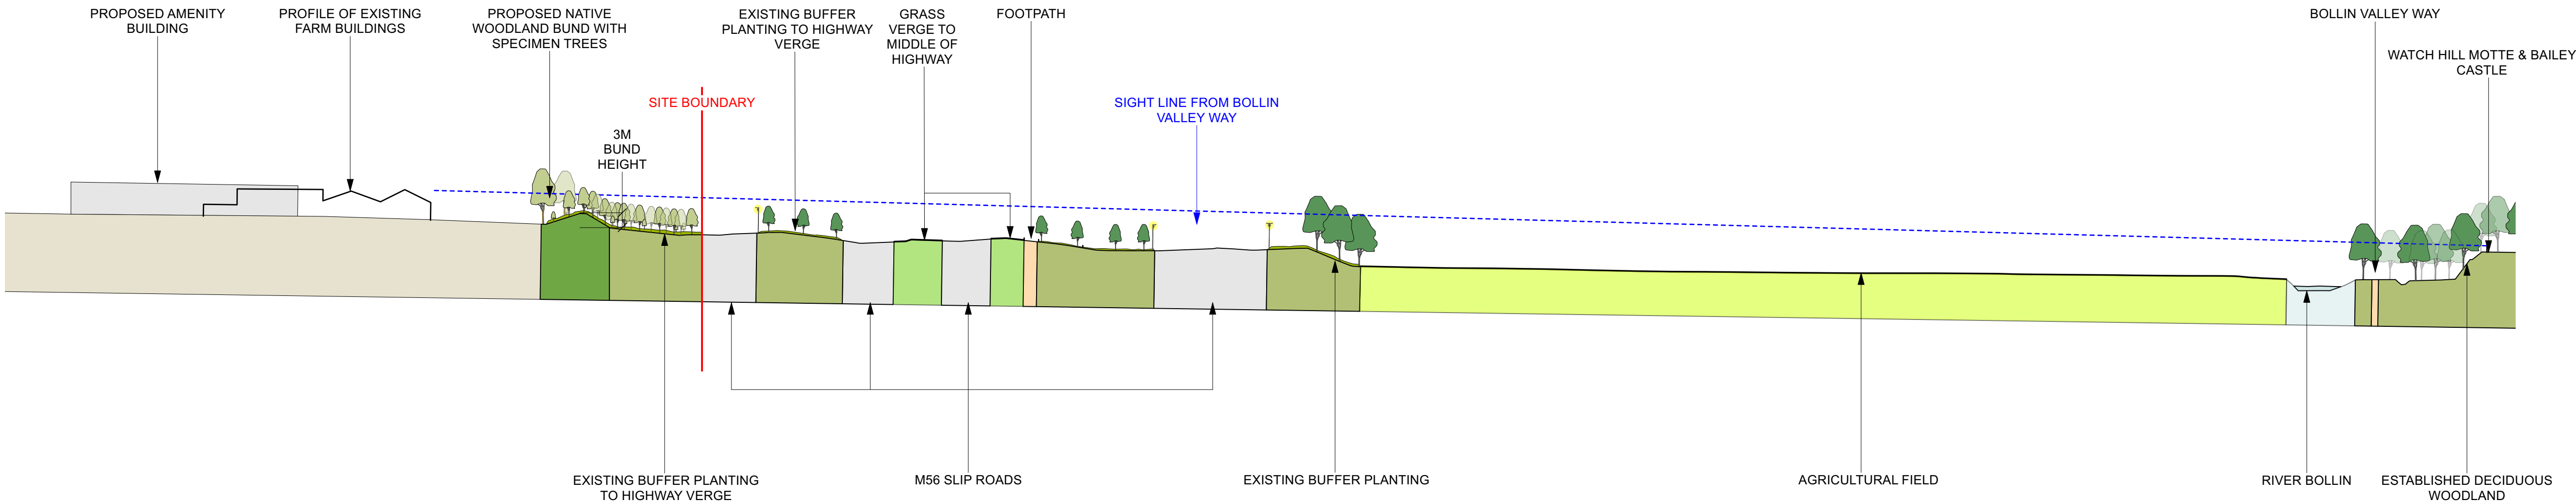 PROPOSED AMENITY
BUILDING
PROFILE OF EXISTING
FARM BUILDINGS
PROPOSED NATIVE
WOODLAND BUND WITH
SPECIMEN TREES
EXISTING BUFFER
PLANTING TO HIGHWAY
VERGE
GRASS
VERGE TO
MIDDLE OF
HIGHWAY
FOOTPATH
BOLLIN VALLEY WAY
WATCH HILL MOTTE & BAILEY
CASTLE
SITE BOUNDARY
SIGHT LINE FROM BOLLIN
VALLEY WAY
3M
BUND
HEIGHT
EXISTING BUFFER PLANTING
TO HIGHWAY VERGE
M56 SLIP ROADS
EXISTING BUFFER PLANTING
AGRICULTURAL FIELD
RIVER BOLLIN
ESTABLISHED DECIDUOUS
WOODLAND